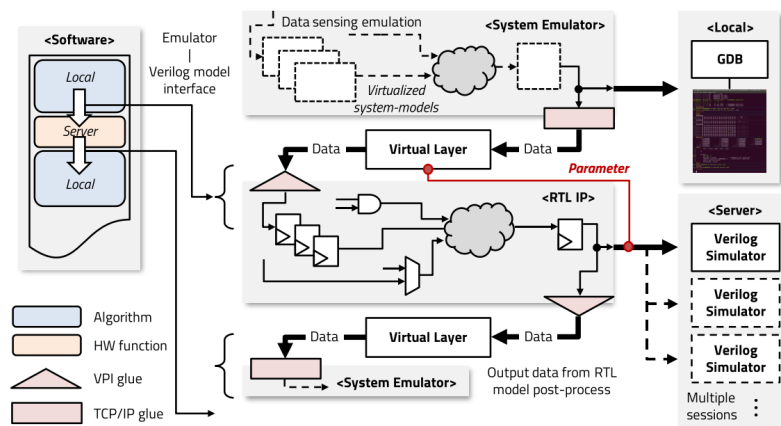 <Software>
Local
Server
Local
Emulator
Verilog model
interface
Data sensing emulation
<System Emulator>
Virtualized
system-models
<Local>
GDB
Data
Virtual Layer
Data
Parameter
<RTL IP>
<Server>
Verilog
Simulator
Verilog
Simulator
Verilog
Simulator
Multiple
sessions
Algorithm
HW function
VPI glue
TCP/IP glue
Data
Virtual Layer
Data
<System Emulator>
Output data from RTL
model post-process